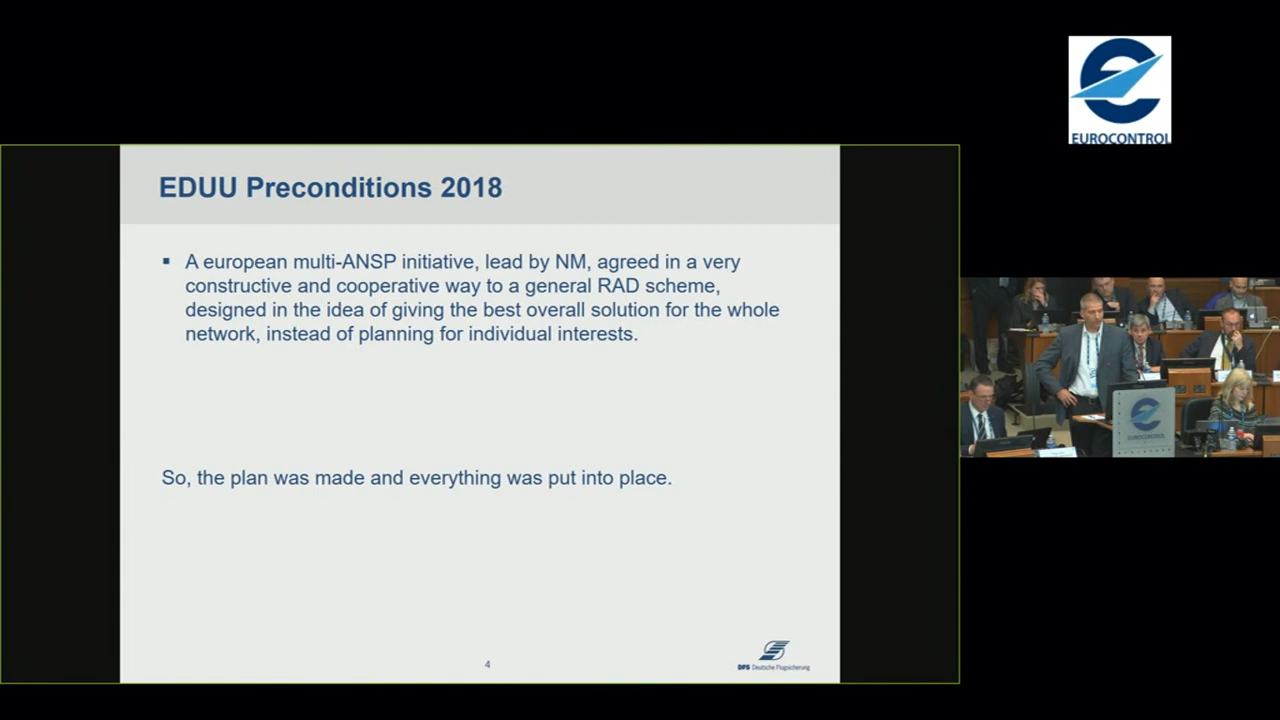 EUROCONTROL
EDUU Preconditions 2018
▪ A european multi-ANSP initiative, lead by NM, agreed in a very
constructive and cooperative way to a general RAD scheme,
designed in the idea of giving the best overall solution for the whole
network, instead of planning for individual interests.
So, the plan was made and everything was put into place.
4
DFS Deutsche Flugsicherung
EUROCONTROL